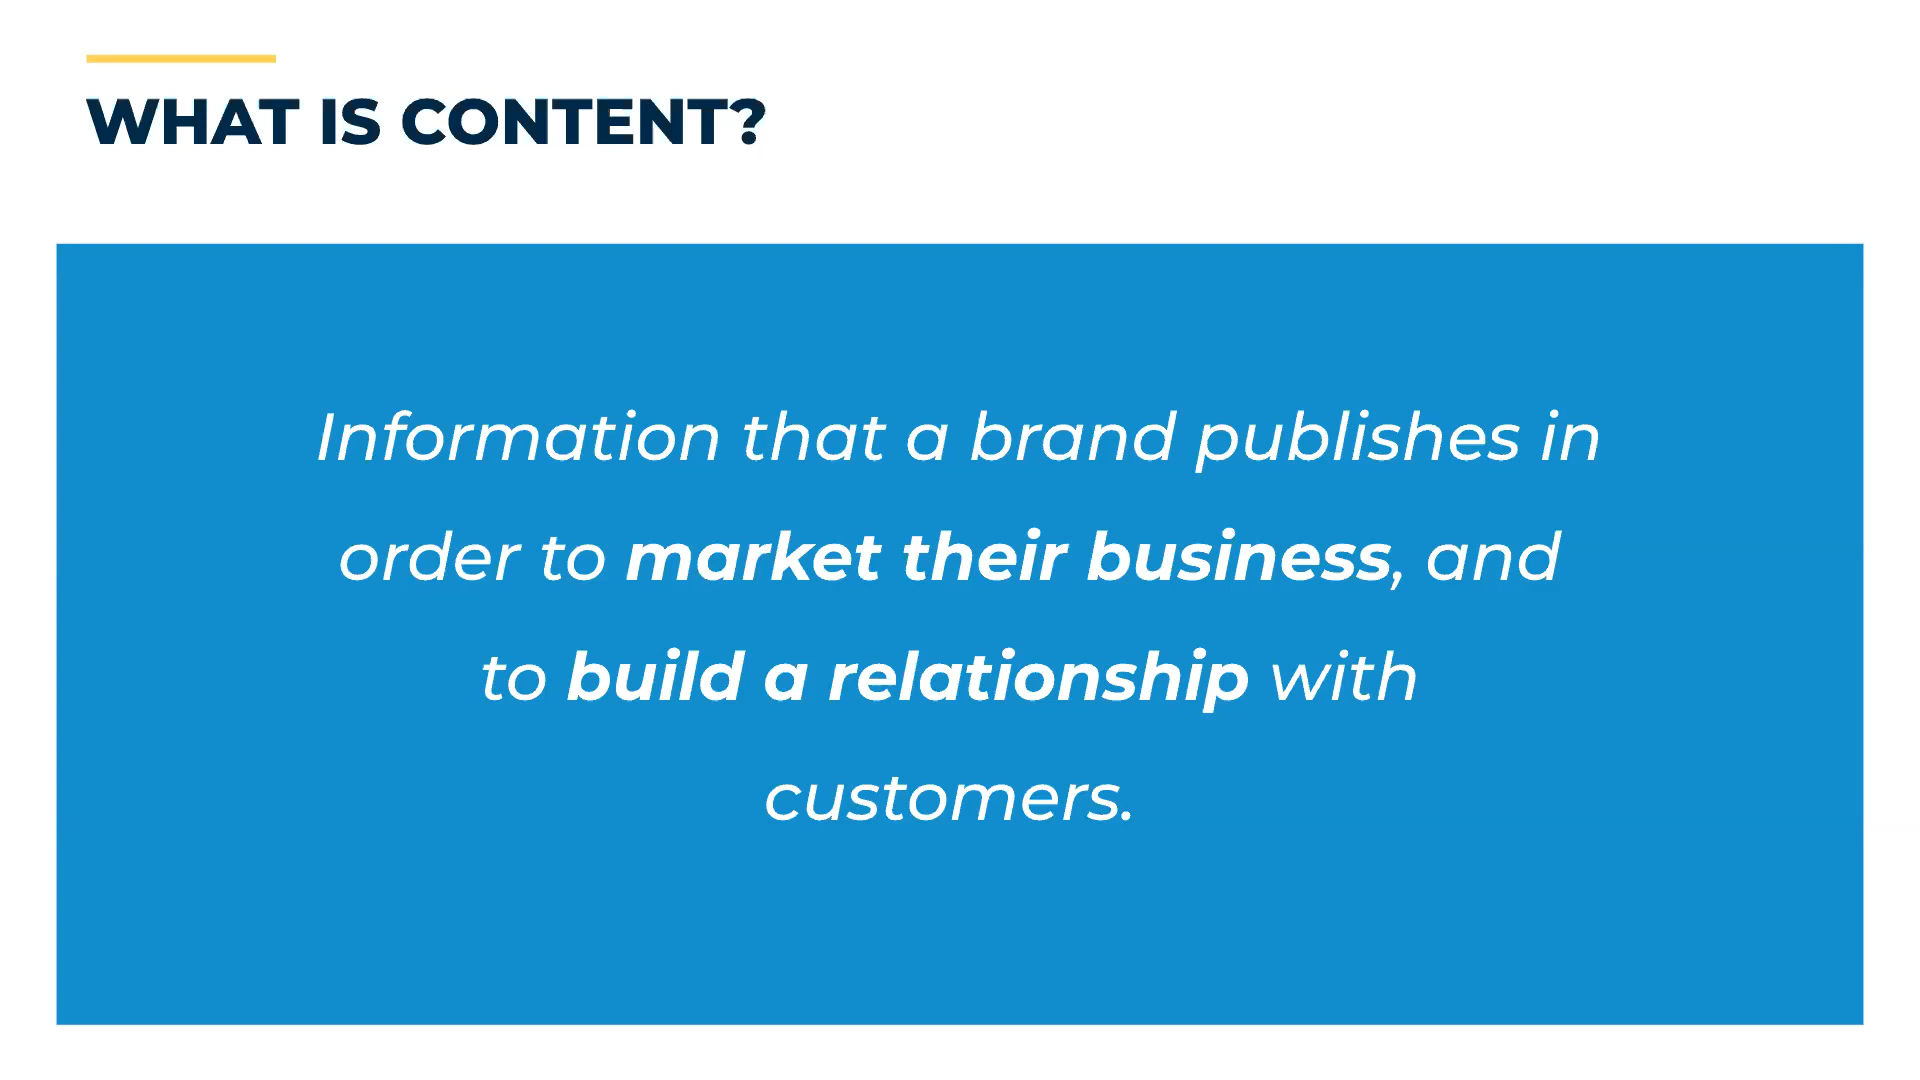 WHAT IS CONTENT?
Information that a brand publishes in
order to market their business, and
to build a relationship with
customers.